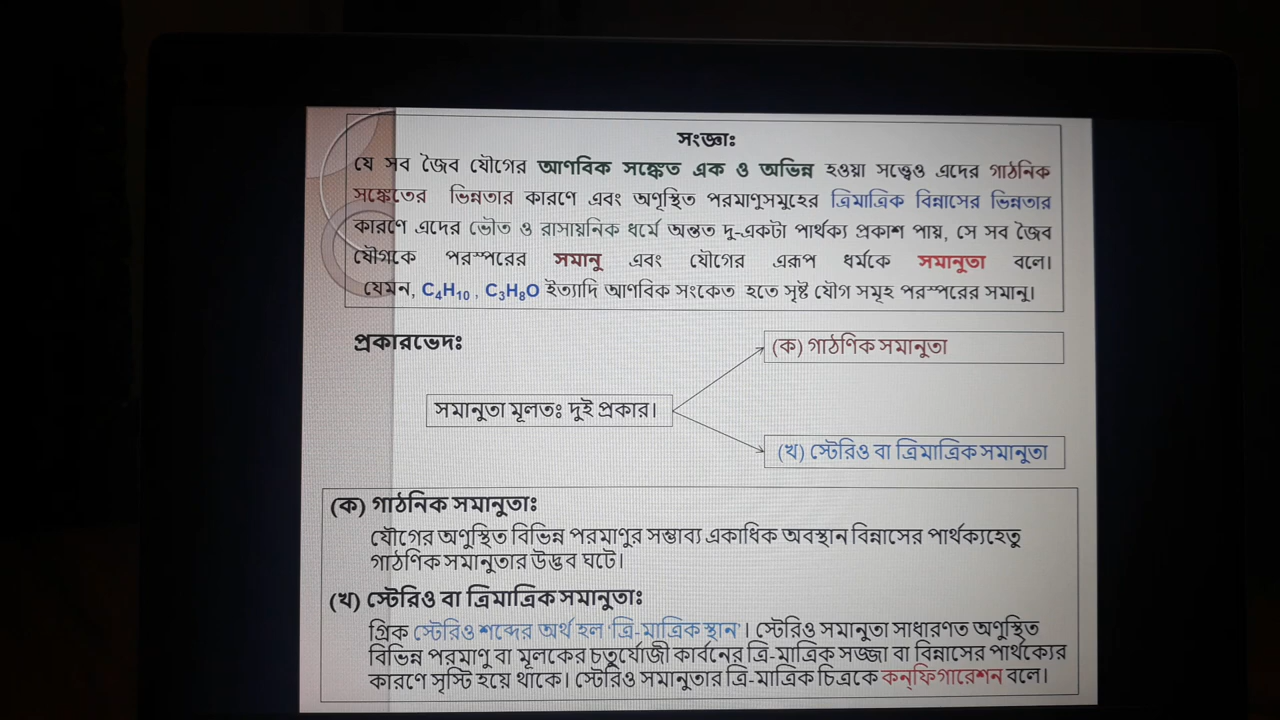 সংজ্ঞাঃ
যে সব জৈব যৌগের আণবিক সঙ্কেত এক ও অভিন্ন হওয়া সত্ত্বেও এদের গাঠনিক
সঙ্কেতের ভিন্নতার কারণে এবং অণুস্থিত পরমাণুসমূহের ত্রিমাত্রিক বিন্নাসের ভিন্নতার
কারণে এদের ভৌত ও রাসায়নিক ধর্মে অন্তত দু-একটা পার্থক্য প্রকাশ পায়, সে সব জৈব
যৌগকে পরস্পরের সমানু এবং যৌগের এরূপ ধর্মকে সমানুতা বলে।
যেমন, C₄H₁₀ , C₃H₈O ইত্যাদি আণবিক সংকেত হতে সৃষ্ট যৌগ সমূহ পরস্পরের সমানু।
প্রকারভেদঃ
(ক) গাঠণিক সমানুতা
সমানুতা মূলতঃ দুই প্রকার।
(খ) স্টেরিও বা ত্রিমাত্রিক সমানুতা
(ক) গাঠনিক সমানুতাঃ
যৌগের অণুস্থিত বিভিন্ন পরমাণুর সম্ভাব্য একাধিক অবস্থান বিন্নাসের পার্থক্যহেতু
গাঠণিক সমানুতার উদ্ভব ঘটে।
(খ) স্টেরিও বা ত্রিমাত্রিক সমানুতাঃ
গ্রিক স্টেরিও শব্দের অর্থ হল 'ত্রি-মাত্রিক স্থান'। স্টেরিও সমানুতা সাধারণত অণুস্থিত
বিভিন্ন পরমাণু বা মূলকের চতুর্যোজী কার্বনের ত্রি-মাত্রিক সজ্জা বা বিন্নাসের পার্থক্যের
কারণে সৃস্টি হয়ে থাকে। স্টেরিও সমানুতার ত্রি-মাত্রিক চিত্রকে কন্‌ফিগারেশন বলে।